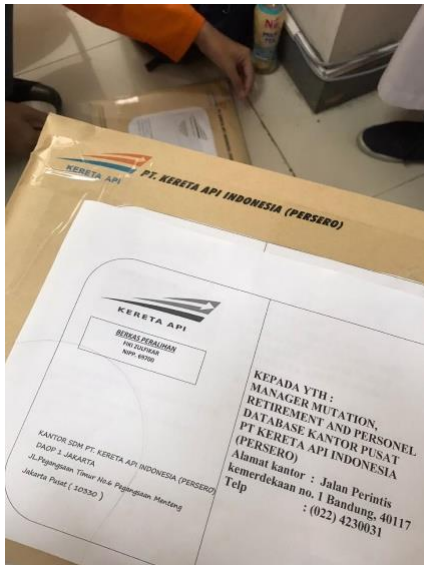 KERETA API
PT. KERETA API INDONESIA (PERSERO)
KERETA API
BERKAS PERALIHAN
FIKI ZULFIKAR
NIPP. 69700
KANTOR SDM PT. KERETA API INDONESIA (PERSERO)
DAOP 1 JAKARTA
JL.Pegangsaan Timur No.6 Pegangsaan Menteng
Jakarta Pusat ( 10330 )
KEPADA YTH :
MANAGER MUTATION,
RETIREMENT AND PERSONEL
DATABASE KANTOR PUSAT
PT KERETA API INDONESIA
(PERSERO)
Alamat kantor : Jalan Perintis
kemerdekaan no. 1 Bandung, 40117
Telp : (022) 4230031